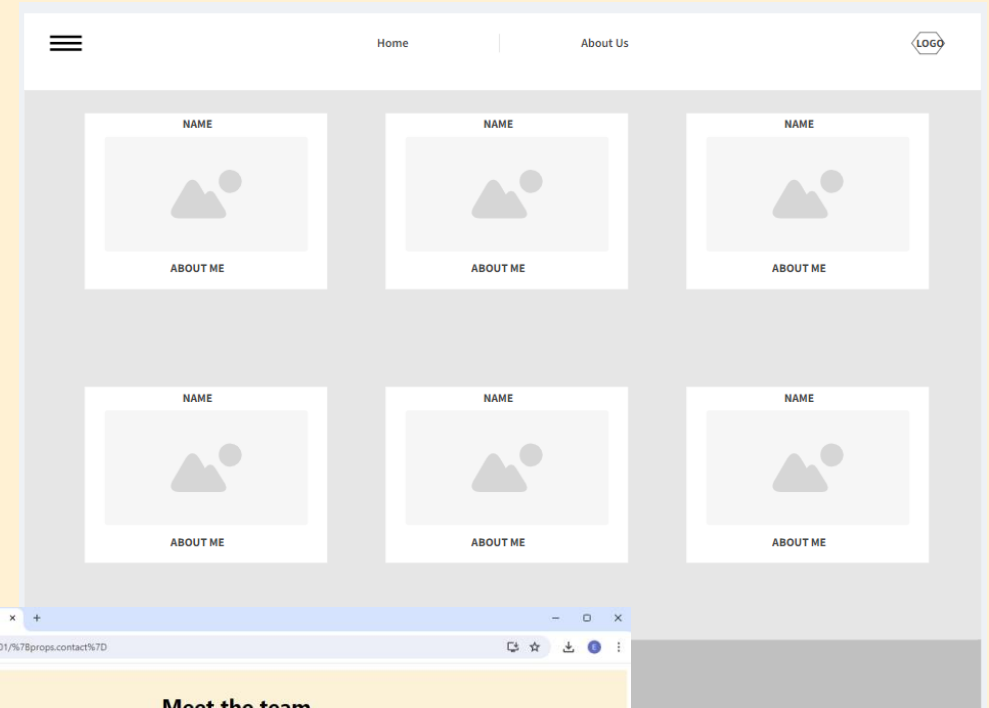 Home About Us LOGO
NAME NAME NAME
ABOUT ME ABOUT ME ABOUT ME
NAME NAME NAME
ABOUT ME ABOUT ME ABOUT ME
01/%7Bprops.contact%7D
E
Meet the team